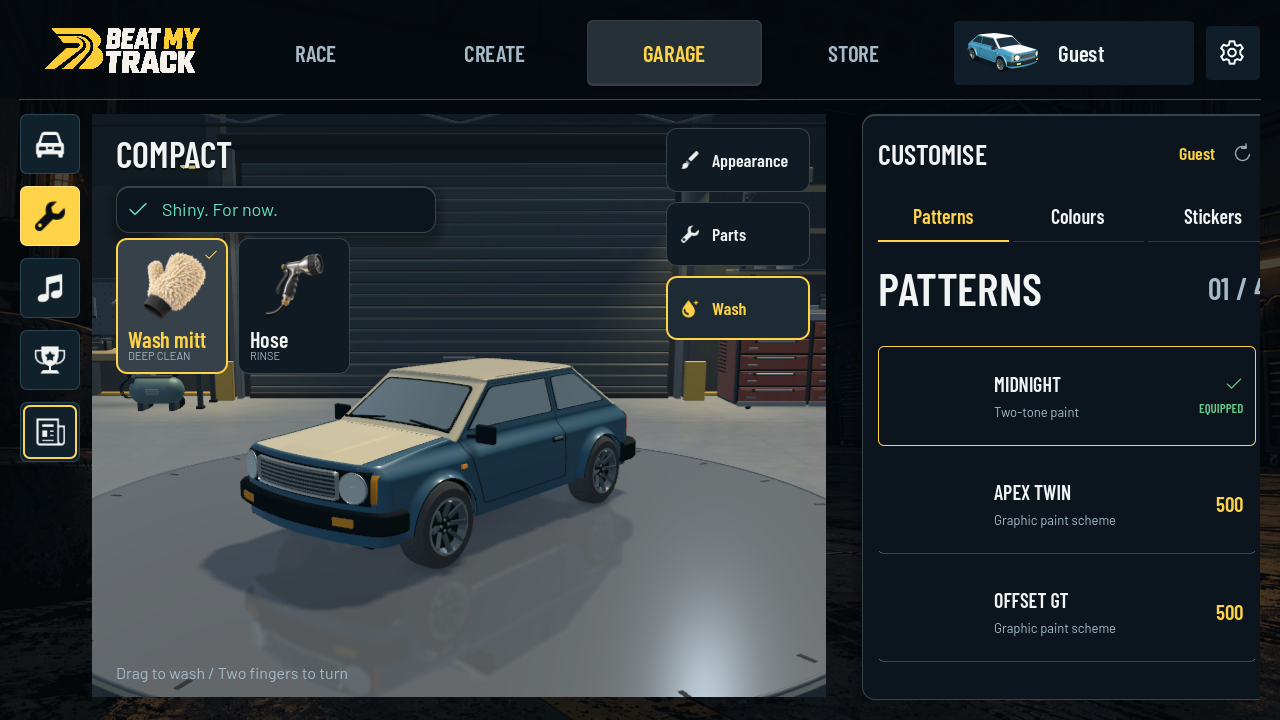 BEAT MY
TRACK
RACE
CREATE
GARAGE
STORE
Guest
COMPACT
Shiny. For now.
Wash mitt
DEEP CLEAN
Hose
RINSE
Appearance
Parts
Wash
Drag to wash / Two fingers to turn
CUSTOMISE
Guest
Patterns
Colours
Stickers
PATTERNS
01 / 4
MIDNIGHT
Two-tone paint
EQUIPPED
APEX TWIN
Graphic paint scheme
500
OFFSET GT
Graphic paint scheme
500